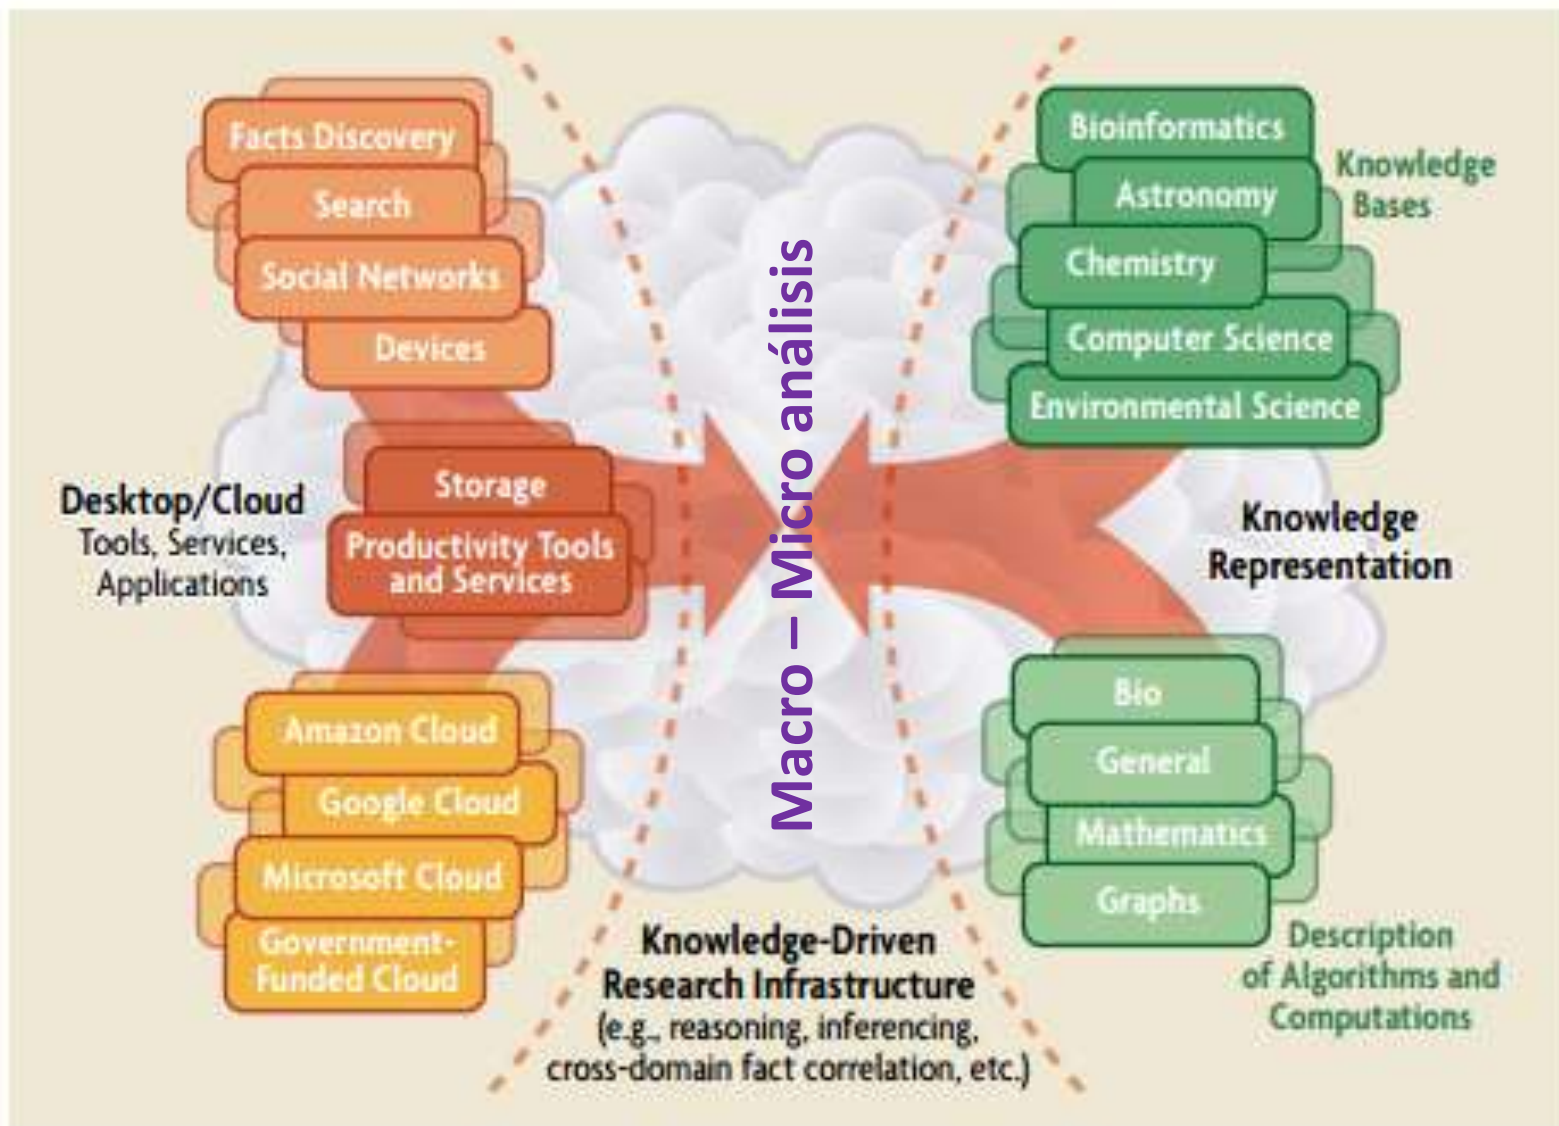 Facts Discovery
Search
Social Networks
Devices
Storage
Productivity Tools
and Services
Desktop/Cloud
Tools, Services,
Applications
Amazon Cloud
Google Cloud
Microsoft Cloud
Government-
Funded Cloud
Macro – Micro análisis
Knowledge-Driven
Research Infrastructure
(e.g., reasoning, inferencing,
cross-domain fact correlation, etc.)
Bioinformatics
Astronomy
Chemistry
Computer Science
Environmental Science
Knowledge
Bases
Knowledge
Representation
Bio
General
Mathematics
Graphs
Description
of Algorithms and
Computations